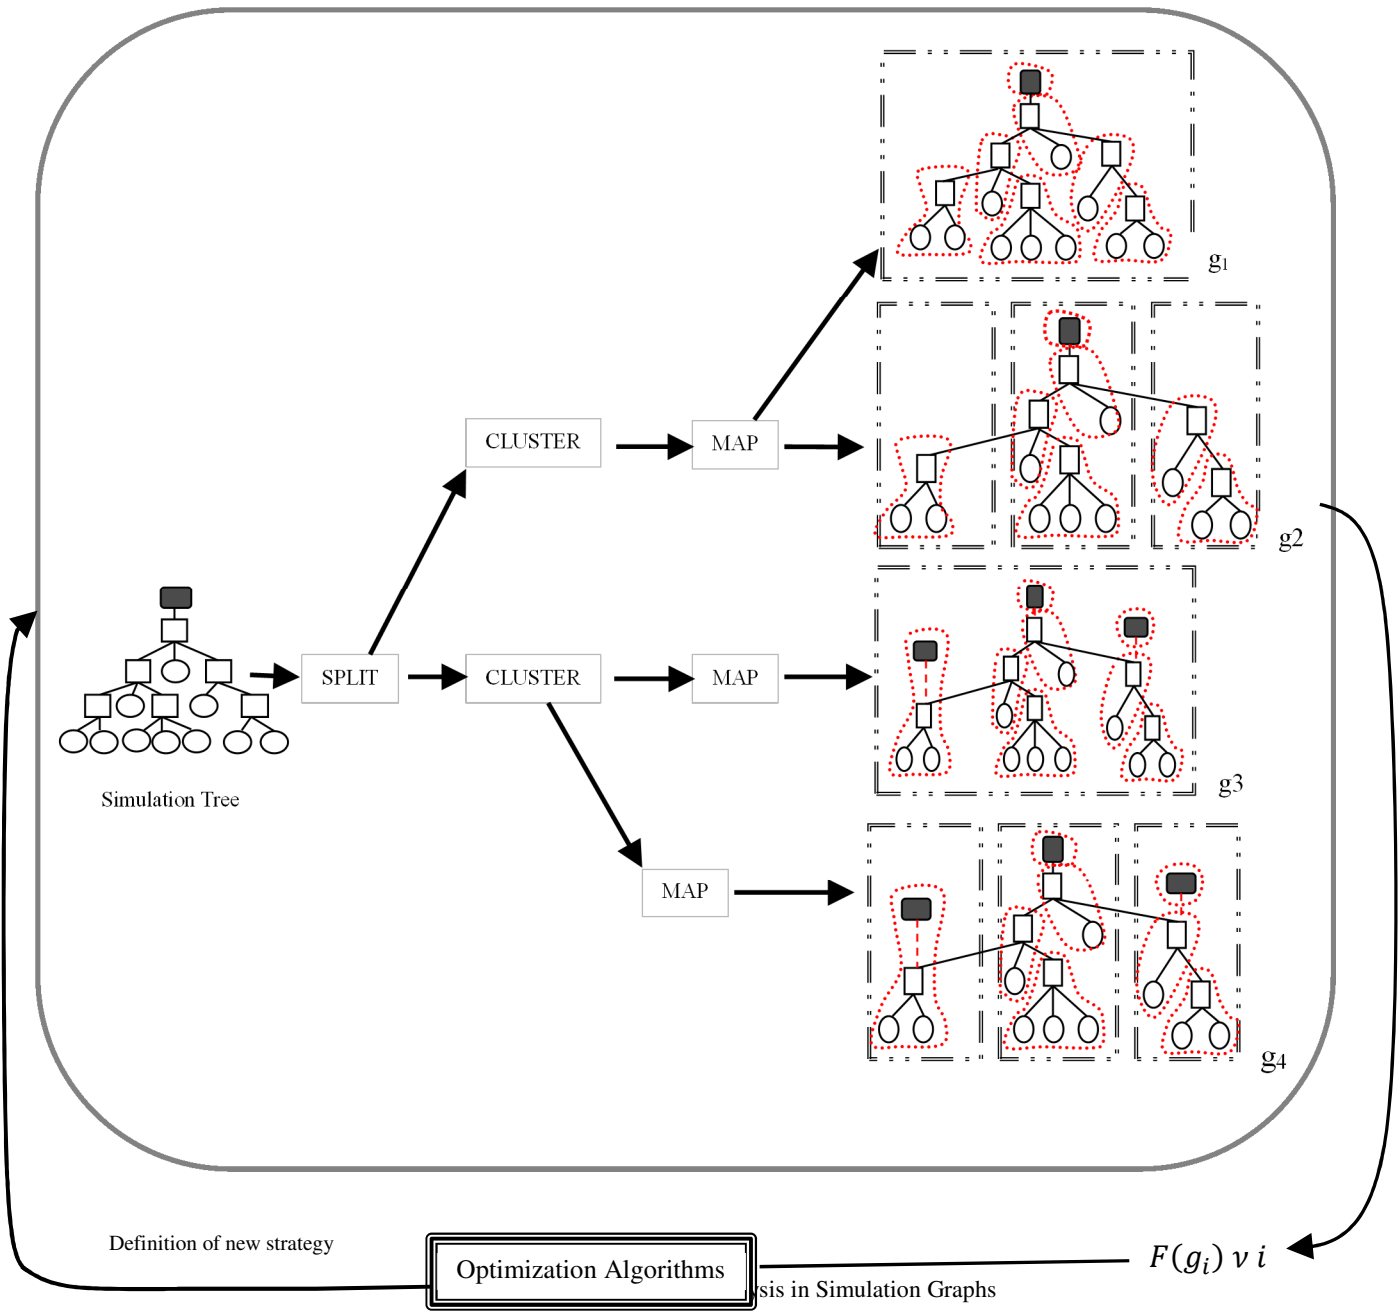 g1
CLUSTER
MAP
g2
SPLIT
CLUSTER
MAP
Simulation Tree
g3
MAP
g4
Definition of new strategy
Optimization Algorithms
F(gi) ν i
in Simulation Graphs